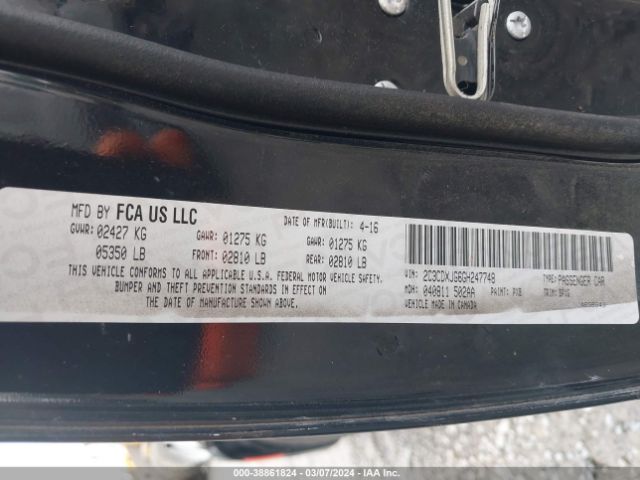 MFD BY FCA US LLC
DATE OF MFR(BUILT): 4-16
GVWR: 02427 KG GAWR: 01275 KG GAWR: 01275 KG
05350 LB FRONT: 02810 LB REAR: 02810 LB
THIS VEHICLE CONFORMS TO ALL APPLICABLE U.S.A. FEDERAL MOTOR VEHICLE SAFETY,
BUMPER AND THEFT PREVENTION STANDARDS IN EFFECT ON
THE DATE OF MANUFACTURE SHOWN ABOVE.
VIN: 2C3CDXJG6GH247748 TYPE: PASSENGER CAR
MDH: 040811 502AA PAINT: PXB TRIM:
VEHICLE MADE IN CANADA
000-38861824 — 03/07/2024 — IAA Inc.